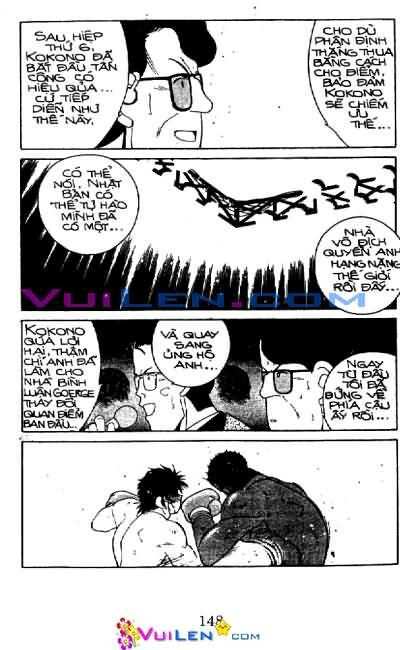 SAU HIỆP
THỨ 6,
KOKONO ĐÃ
BẮT ĐẦU TẤN
CÔNG CÓ
HIỆU QUẢ...
CỨ TIẾP
DIỄN NHƯ
THẾ NÀY,
CHO DÙ
PHÂN ĐỊNH
THẮNG THUA
BẰNG CÁCH
CHO ĐIỂM,
BẢO ĐẢM
KOKONO
SẼ CHIẾM
ƯU
THẾ...
CÓ THỂ
NÓI, NHẬT
BẢN CÓ
THỂ TỰ HÀO
MÌNH ĐÃ
CÓ MỘT...
NHÀ
VÔ ĐỊCH
QUYỀN ANH
HẠNG NẶNG
THẾ GIỚI
RỒI ĐẤY...
VUILEN.COM
KOKONO
QUẢ LỢI
HẠI, THẬM
CHÍ ANH ĐÃ
LÀM CHO
NHÀ BÌNH
LUẬN GOERGE
THAY ĐỔI
QUAN ĐIỂM
BAN ĐẦU...
VÀ QUAY
SANG
ỦNG HỘ
ANH...
NGAY
TỪ ĐẦU
TÔI ĐÃ
ĐỨNG VỀ
PHÍA CẬU
ẤY RỒI...
148
VUILEN.COM